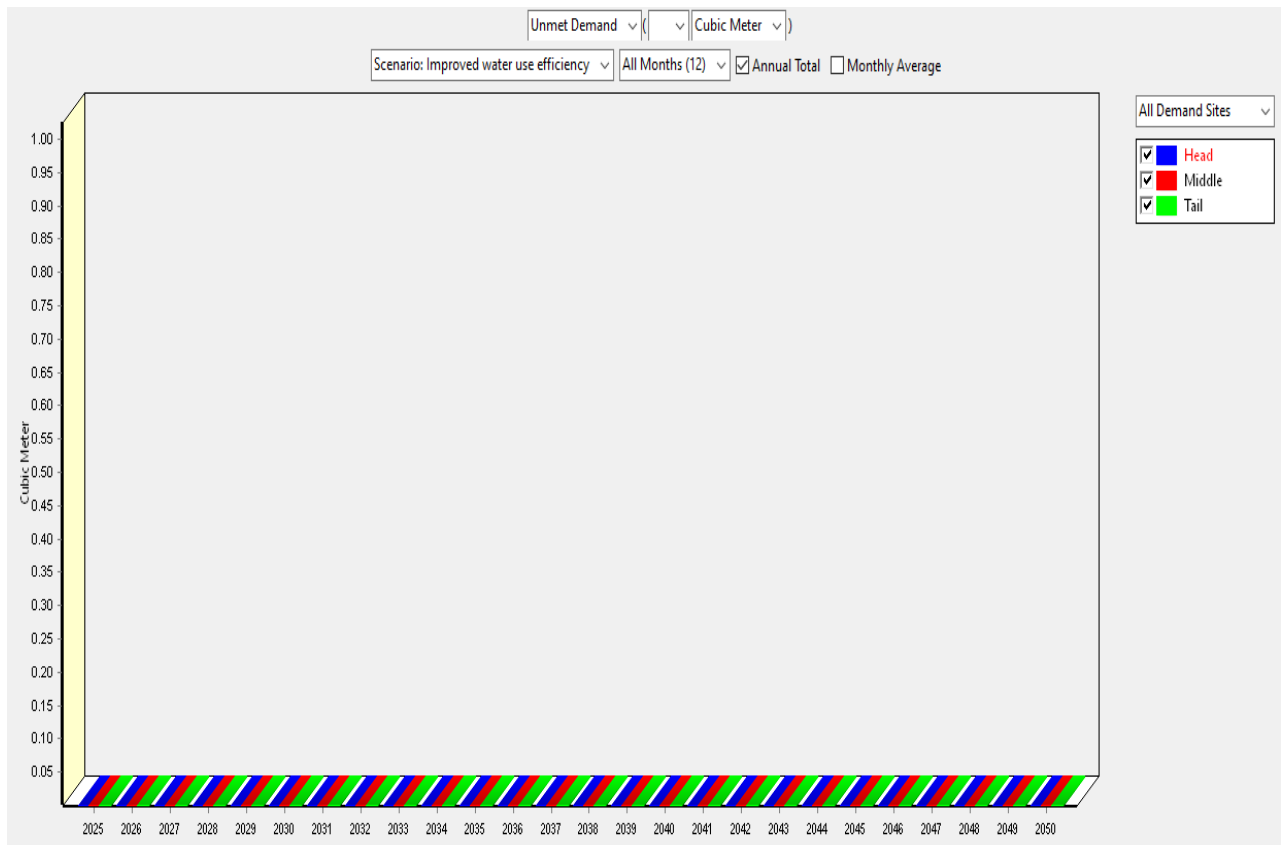 Unmet Demand ( Cubic Meter )
Scenario: Improved water use efficiency All Months (12) Annual Total Monthly Average
All Demand Sites
Head
Middle
Tail
Cubic Meter
1.00
0.95
0.90
0.85
0.80
0.75
0.70
0.65
0.60
0.55
0.50
0.45
0.40
0.35
0.30
0.25
0.20
0.15
0.10
0.05
2025 2026 2027 2028 2029 2030 2031 2032 2033 2034 2035 2036 2037 2038 2039 2040 2041 2042 2043 2044 2045 2046 2047 2048 2049 2050